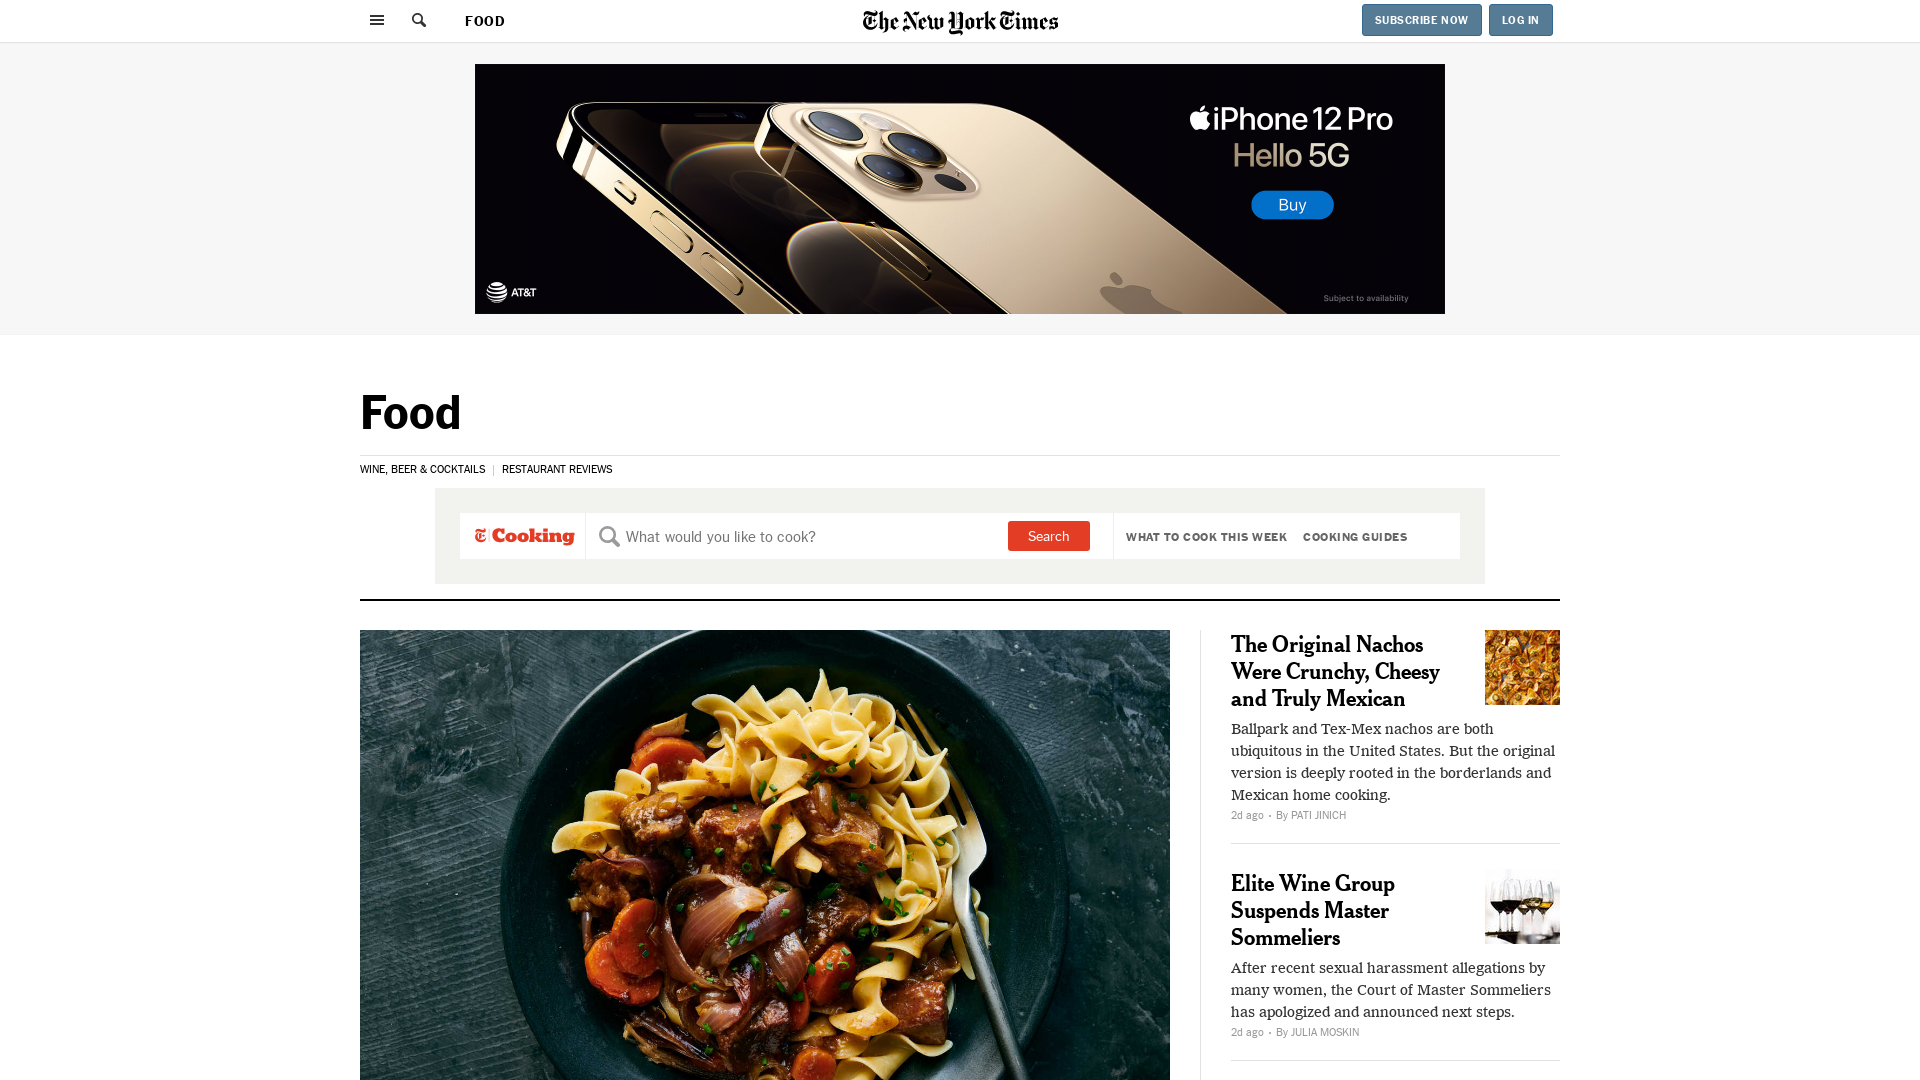 FOOD
The New York Times
SUBSCRIBE NOW
LOG IN
iPhone 12 Pro
Hello 5G
Buy
AT&T
Subject to availability
Food
WINE, BEER & COCKTAILS
RESTAURANT REVIEWS
T Cooking
What would you like to cook?
Search
WHAT TO COOK THIS WEEK
COOKING GUIDES
The Original Nachos
Were Crunchy, Cheesy
and Truly Mexican
Ballpark and Tex-Mex nachos are both
ubiquitous in the United States. But the original
version is deeply rooted in the borderlands and
Mexican home cooking.
2d ago · By PATI JINICH
Elite Wine Group
Suspends Master
Sommeliers
After recent sexual harassment allegations by
many women, the Court of Master Sommeliers
has apologized and announced next steps.
2d ago · By JULIA MOSKIN